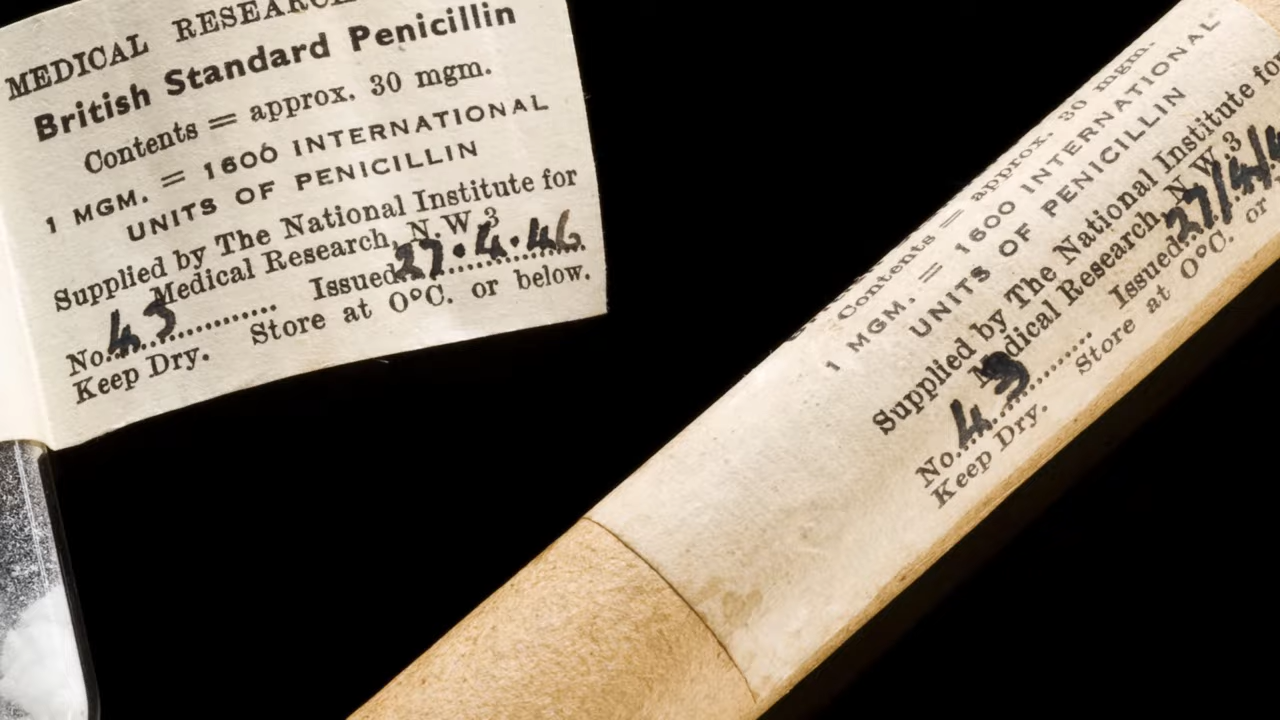 MEDICAL RESEARCH
British Standard Penicillin
Contents = approx. 30 mgm.
1 MGM. = 1600 INTERNATIONAL
UNITS OF PENICILLIN
Supplied by The National Institute for
Medical Research, N.W.3
No. 43 Issued 27.4.46.
Keep Dry. Store at 0°C. or below.
Contents = approx. 30 mgm.
1 MGM. = 1600 INTERNATIONAL
UNITS OF PENICILLIN
Supplied by The National Institute for
Medical Research, N.W.3
No. 43 Issued 27/4/4
Keep Dry. Store at 0°C. or